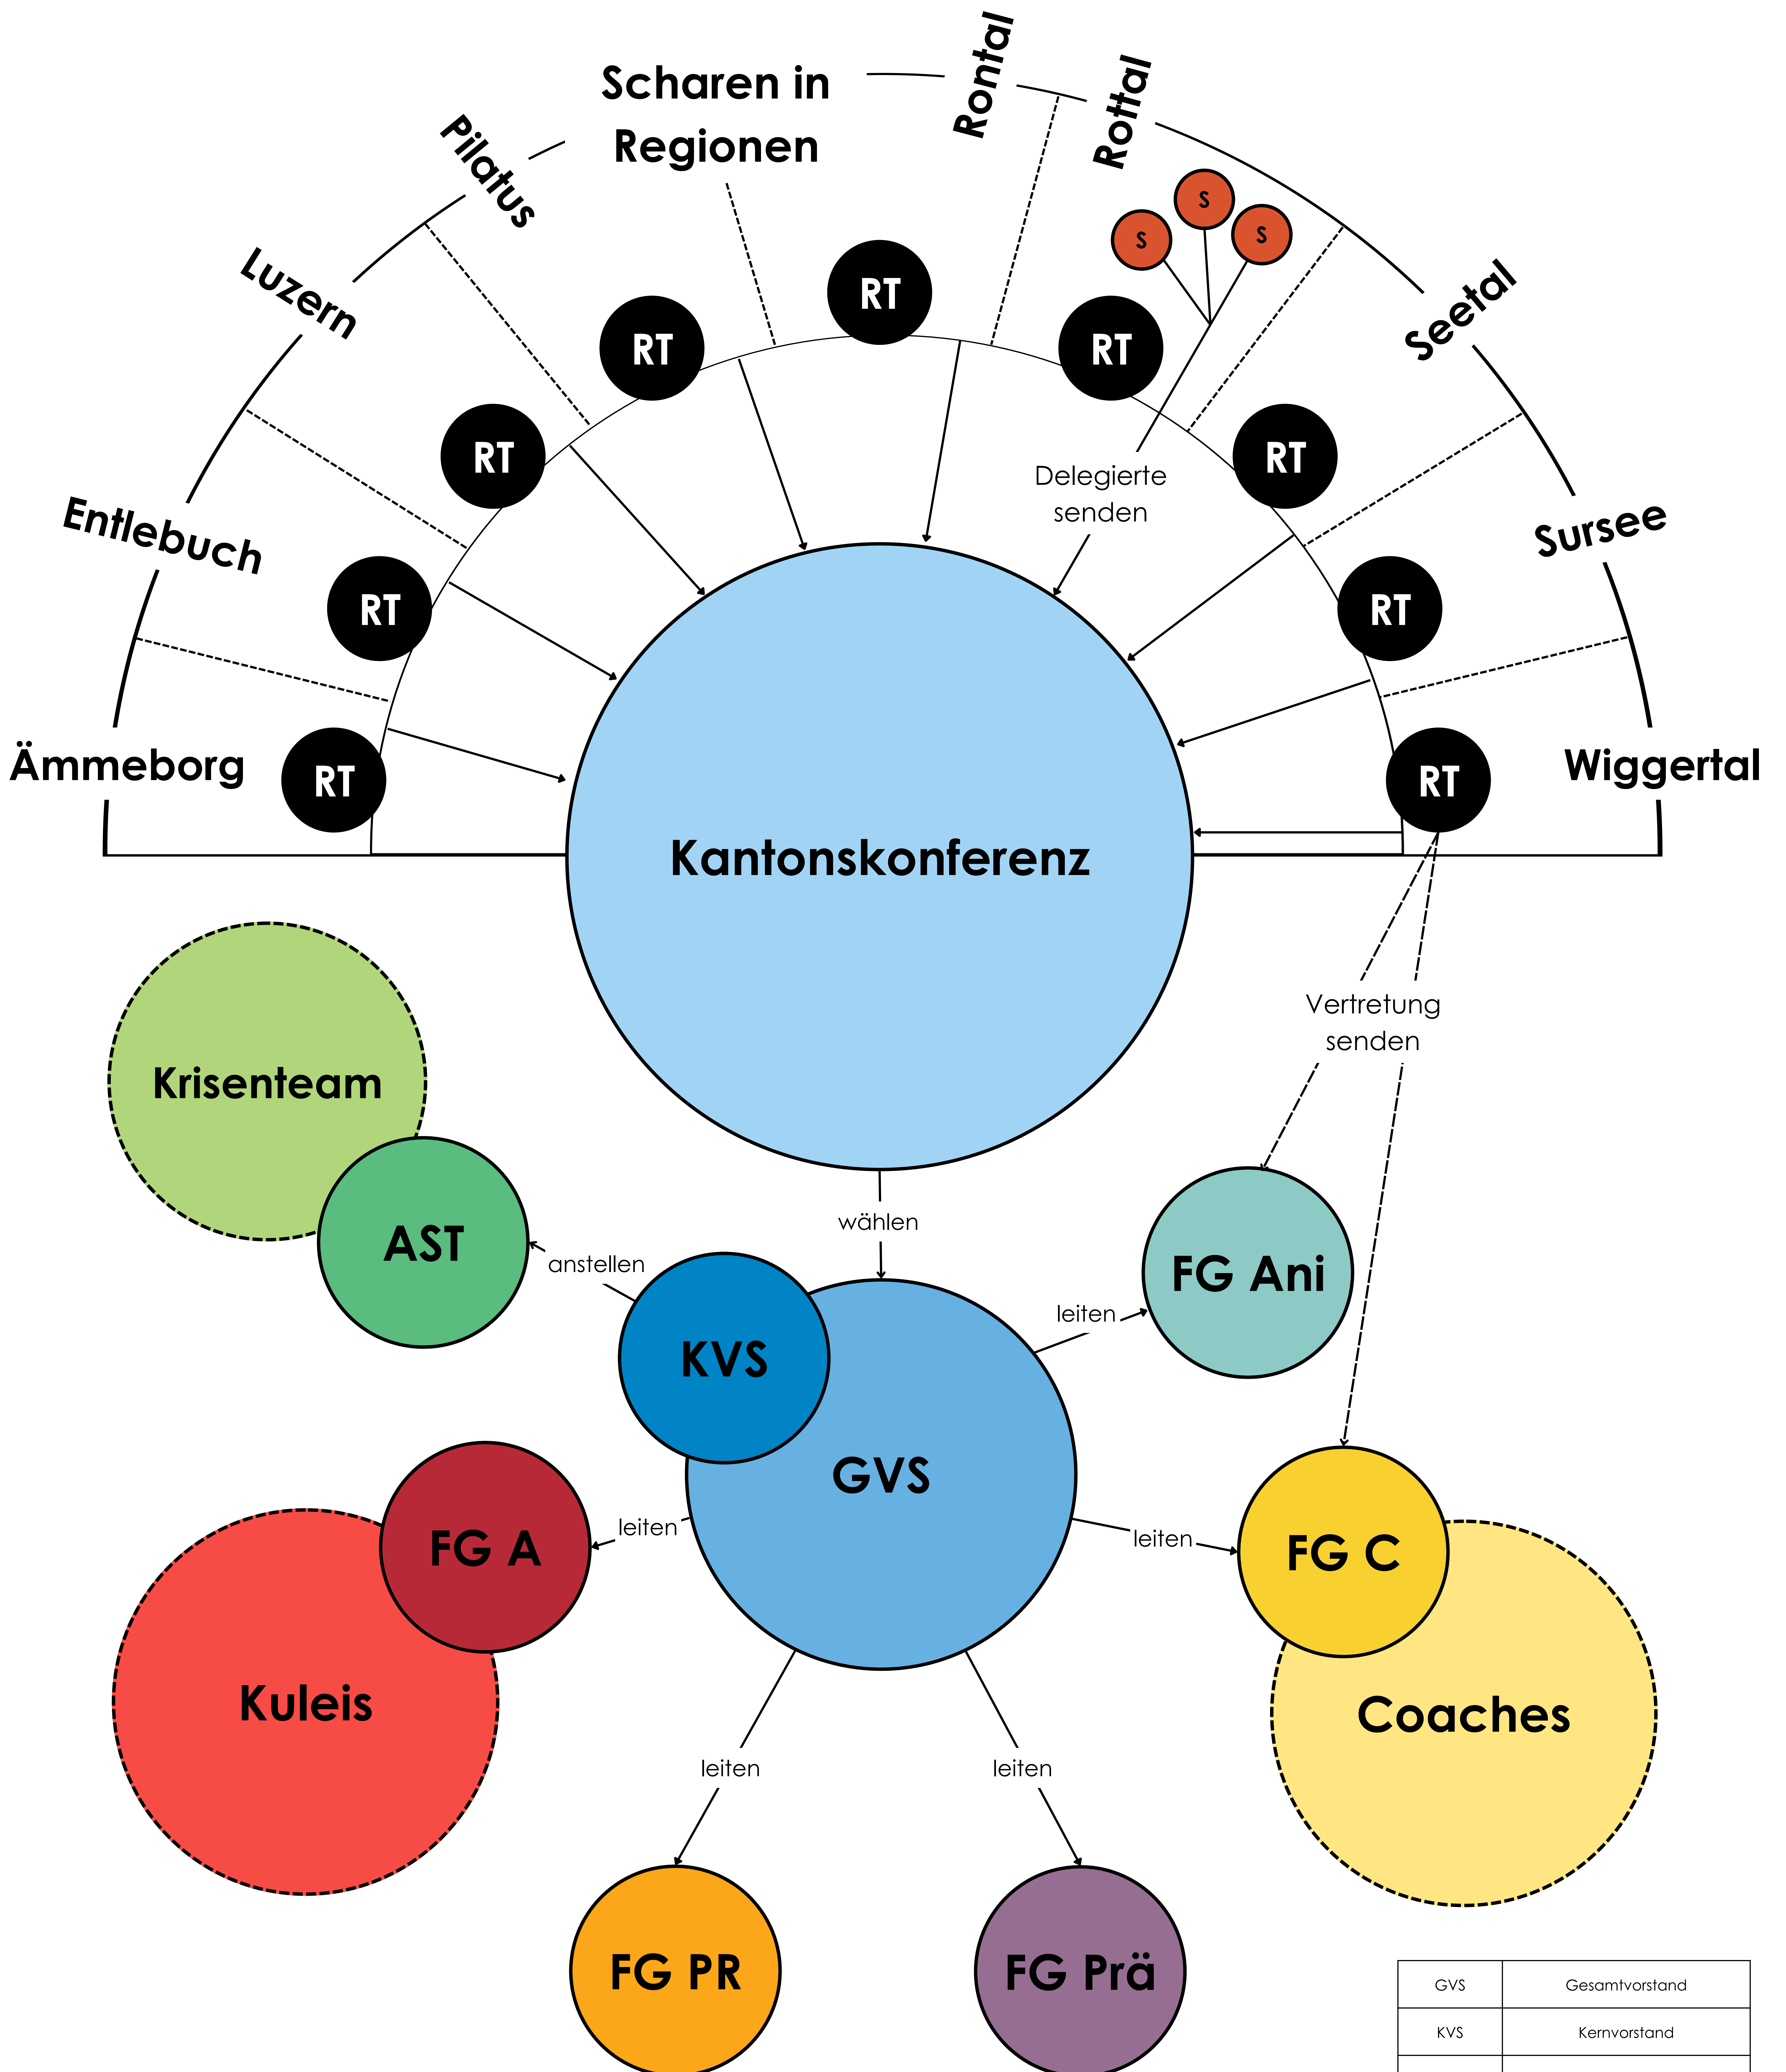 Rontal
Rottal
Scharen in
Regionen
Pilatus
S
S
S
Luzern
Seetal
RT
RT
RT
RT
RT
Delegierte
senden
Entlebuch
Sursee
RT
RT
Ämmeborg
RT
RT
Wiggertal
Kantonskonferenz
Vertretung
senden
Krisenteam
wählen
AST
anstellen
FG Ani
leiten
KVS
GVS
leiten
FG A
leiten
FG C
Kuleis
Coaches
leiten
leiten
FG PR
FG Prä
GVS Gesamtvorstand
KVS Kernvorstand